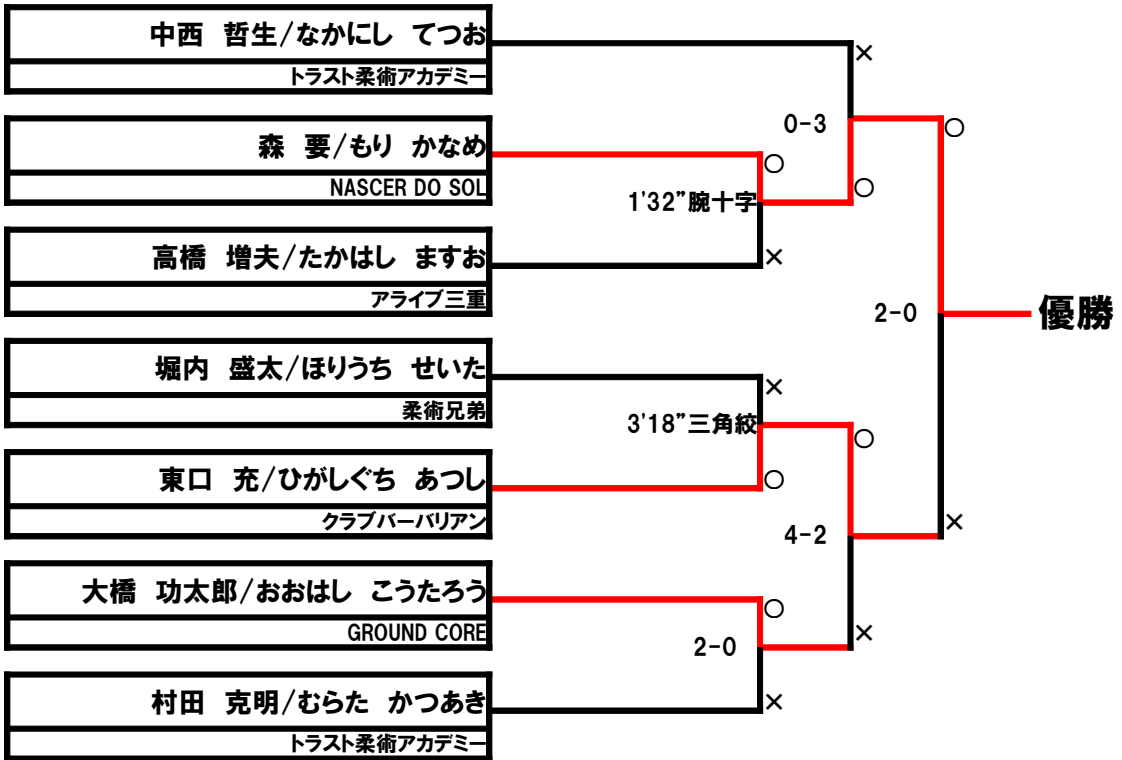 中西　哲生/なかにし　てつお
トラスト柔術アカデミー
×
0-3
○
森　要/もり　かなめ
NASCER DO SOL
○
1'32”腕十字
○
高橋　増夫/たかはし　ますお
×
アライブ三重
2-0
優勝
堀内　盛太/ほりうち　せいた
×
柔術兄弟
3'18”三角絞
○
東口　充/ひがしぐち　あつし
○
クラブバーバリアン
×
4-2
大橋　功太郎/おおはし　こうたろう
○
GROUND CORE
×
2-0
村田　克明/むらた　かつあき
×
トラスト柔術アカデミー